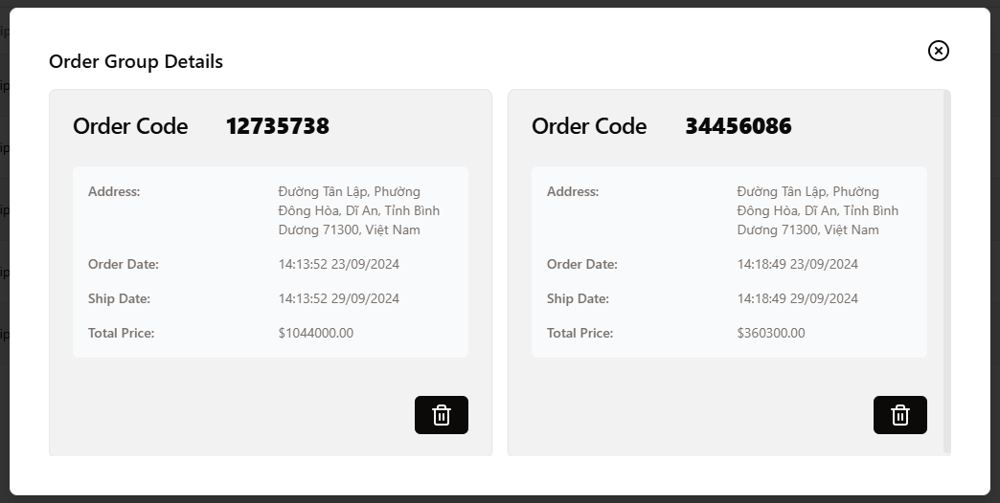 Order Group Details
Order Code 12735738
Address: Đường Tân Lập, Phường
Đông Hòa, Dĩ An, Tỉnh Bình
Dương 71300, Việt Nam
Order Date: 14:13:52 23/09/2024
Ship Date: 14:13:52 29/09/2024
Total Price: $1044000.00
Order Code 34456086
Address: Đường Tân Lập, Phường
Đông Hòa, Dĩ An, Tỉnh Bình
Dương 71300, Việt Nam
Order Date: 14:18:49 23/09/2024
Ship Date: 14:18:49 29/09/2024
Total Price: $360300.00